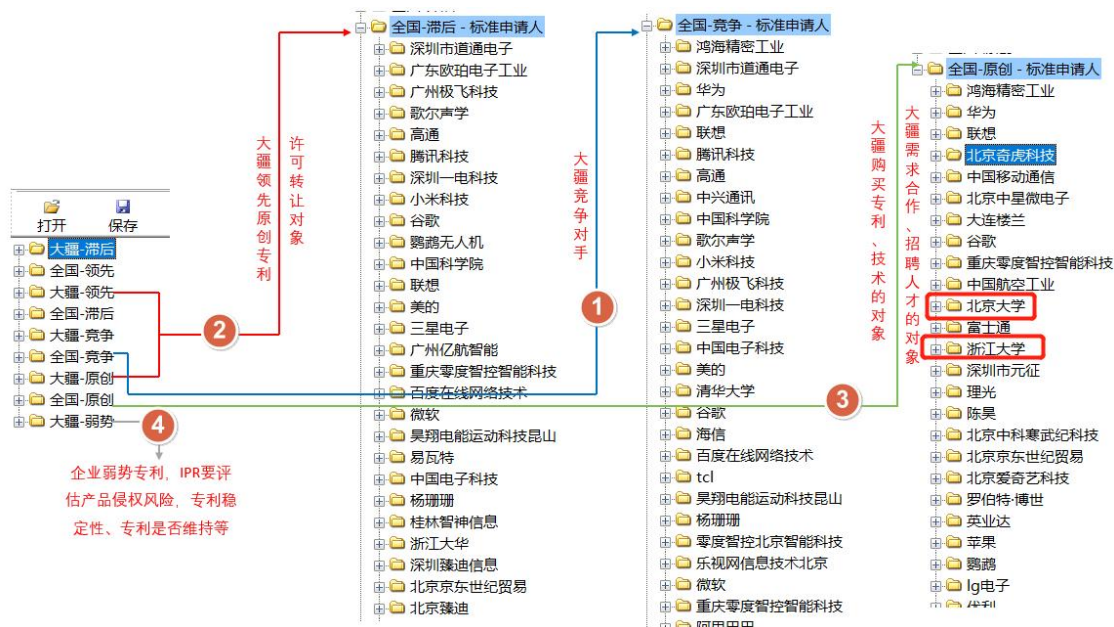 打开 保存
大疆-滞后
全国-领先
大疆-领先
全国-滞后
大疆-竞争
全国-竞争
大疆-原创
全国-原创
大疆-弱势
4
企业弱势专利，IPR要评
估产品侵权风险，专利稳
定性、专利是否维持等
2
大疆领先原创专利
许可转让对象
全国-滞后 - 标准申请人
深圳市道通电子
广东欧珀电子工业
广州极飞科技
歌尔声学
高通
腾讯科技
深圳一电科技
小米科技
谷歌
鹦鹉无人机
中国科学院
联想
美的
三星电子
广州亿航智能
重庆零度智控智能科技
百度在线网络技术
微软
昊翔电能运动科技昆山
易瓦特
中国电子科技
杨珊珊
桂林智神信息
浙江大华
深圳臻迪信息
北京京东世纪贸易
北京臻迪
大疆竞争对手
1
全国-竞争 - 标准申请人
鸿海精密工业
深圳市道通电子
华为
广东欧珀电子工业
联想
腾讯科技
高通
中兴通讯
中国科学院
歌尔声学
小米科技
广州极飞科技
深圳一电科技
三星电子
中国电子科技
美的
清华大学
谷歌
海信
百度在线网络技术
tcl
昊翔电能运动科技昆山
杨珊珊
零度智控北京智能科技
乐视网信息技术北京
微软
重庆零度智控智能科技
3
大疆购买专利、技术的对象
大疆需求合作、招聘人才的对象
全国-原创 - 标准申请人
鸿海精密工业
华为
联想
北京奇虎科技
中国移动通信
北京中星微电子
大连楼兰
谷歌
重庆零度智控智能科技
中国航空工业
北京大学
富士通
浙江大学
深圳市元征
理光
陈昊
北京中科寒武纪科技
北京京东世纪贸易
北京爱奇艺科技
罗伯特·博世
英业达
苹果
鹦鹉
lg电子